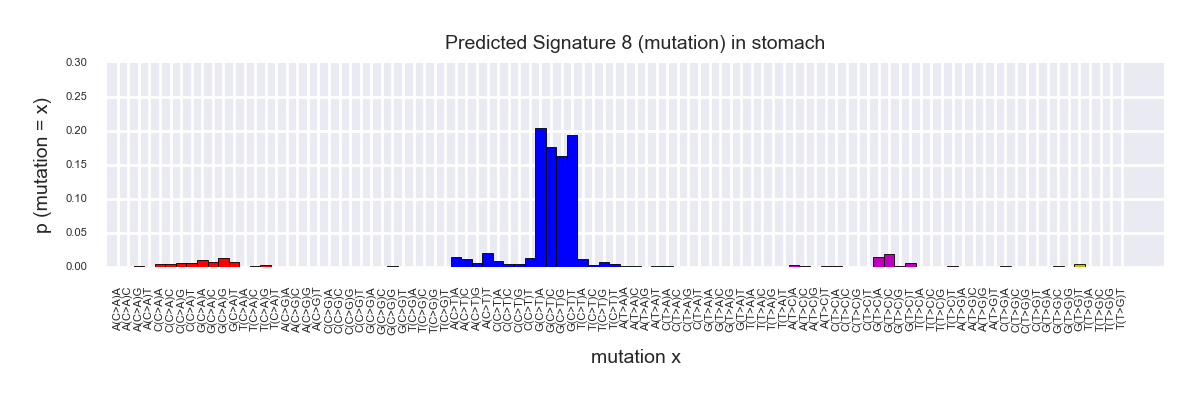 Predicted Signature 8 (mutation) in stomach
p (mutation = x)
0.30
0.25
0.20
0.15
0.10
0.05
0.00
A(C>A)A
A(C>A)C
A(C>A)G
A(C>A)T
C(C>A)A
C(C>A)C
C(C>A)G
C(C>A)T
G(C>A)A
G(C>A)C
G(C>A)G
G(C>A)T
T(C>A)A
T(C>A)C
T(C>A)G
T(C>A)T
A(C>G)A
A(C>G)C
A(C>G)G
A(C>G)T
C(C>G)A
C(C>G)C
C(C>G)G
C(C>G)T
G(C>G)A
G(C>G)C
G(C>G)G
G(C>G)T
T(C>G)A
T(C>G)C
T(C>G)G
T(C>G)T
A(C>T)A
A(C>T)C
A(C>T)G
A(C>T)T
C(C>T)A
C(C>T)C
C(C>T)G
C(C>T)T
G(C>T)A
G(C>T)C
G(C>T)G
G(C>T)T
T(C>T)A
T(C>T)C
T(C>T)G
T(C>T)T
A(T>A)A
A(T>A)C
A(T>A)G
A(T>A)T
C(T>A)A
C(T>A)C
C(T>A)G
C(T>A)T
G(T>A)A
G(T>A)C
G(T>A)G
G(T>A)T
T(T>A)A
T(T>A)C
T(T>A)G
T(T>A)T
A(T>C)A
A(T>C)C
A(T>C)G
A(T>C)T
C(T>C)A
C(T>C)C
C(T>C)G
C(T>C)T
G(T>C)A
G(T>C)C
G(T>C)G
G(T>C)T
T(T>C)A
T(T>C)C
T(T>C)G
T(T>C)T
A(T>G)A
A(T>G)C
A(T>G)G
A(T>G)T
C(T>G)A
C(T>G)C
C(T>G)G
C(T>G)T
G(T>G)A
G(T>G)C
G(T>G)G
G(T>G)T
T(T>G)A
T(T>G)C
T(T>G)G
T(T>G)T
mutation x